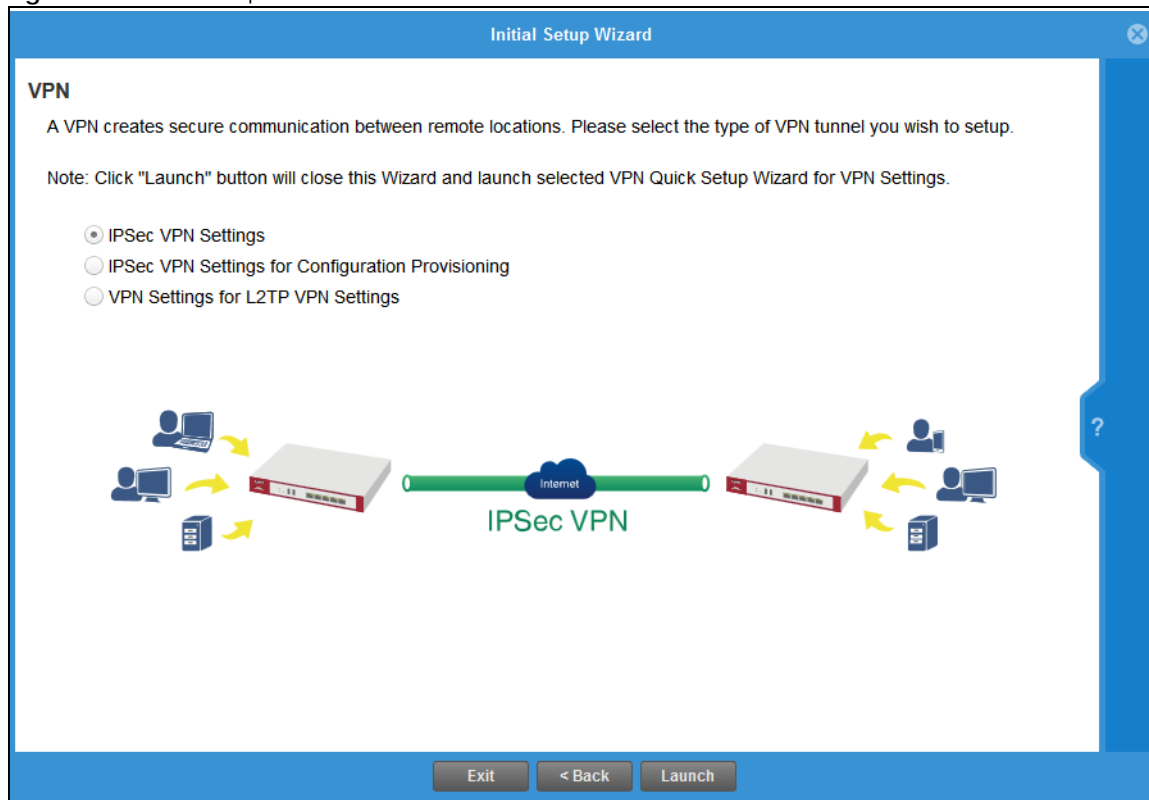 Initial Setup Wizard
VPN
A VPN creates secure communication between remote locations. Please select the type of VPN tunnel you wish to setup.
Note: Click "Launch" button will close this Wizard and launch selected VPN Quick Setup Wizard for VPN Settings.
IPSec VPN Settings
IPSec VPN Settings for Configuration Provisioning
VPN Settings for L2TP VPN Settings
?
Internet
IPSec VPN
Exit
< Back
Launch